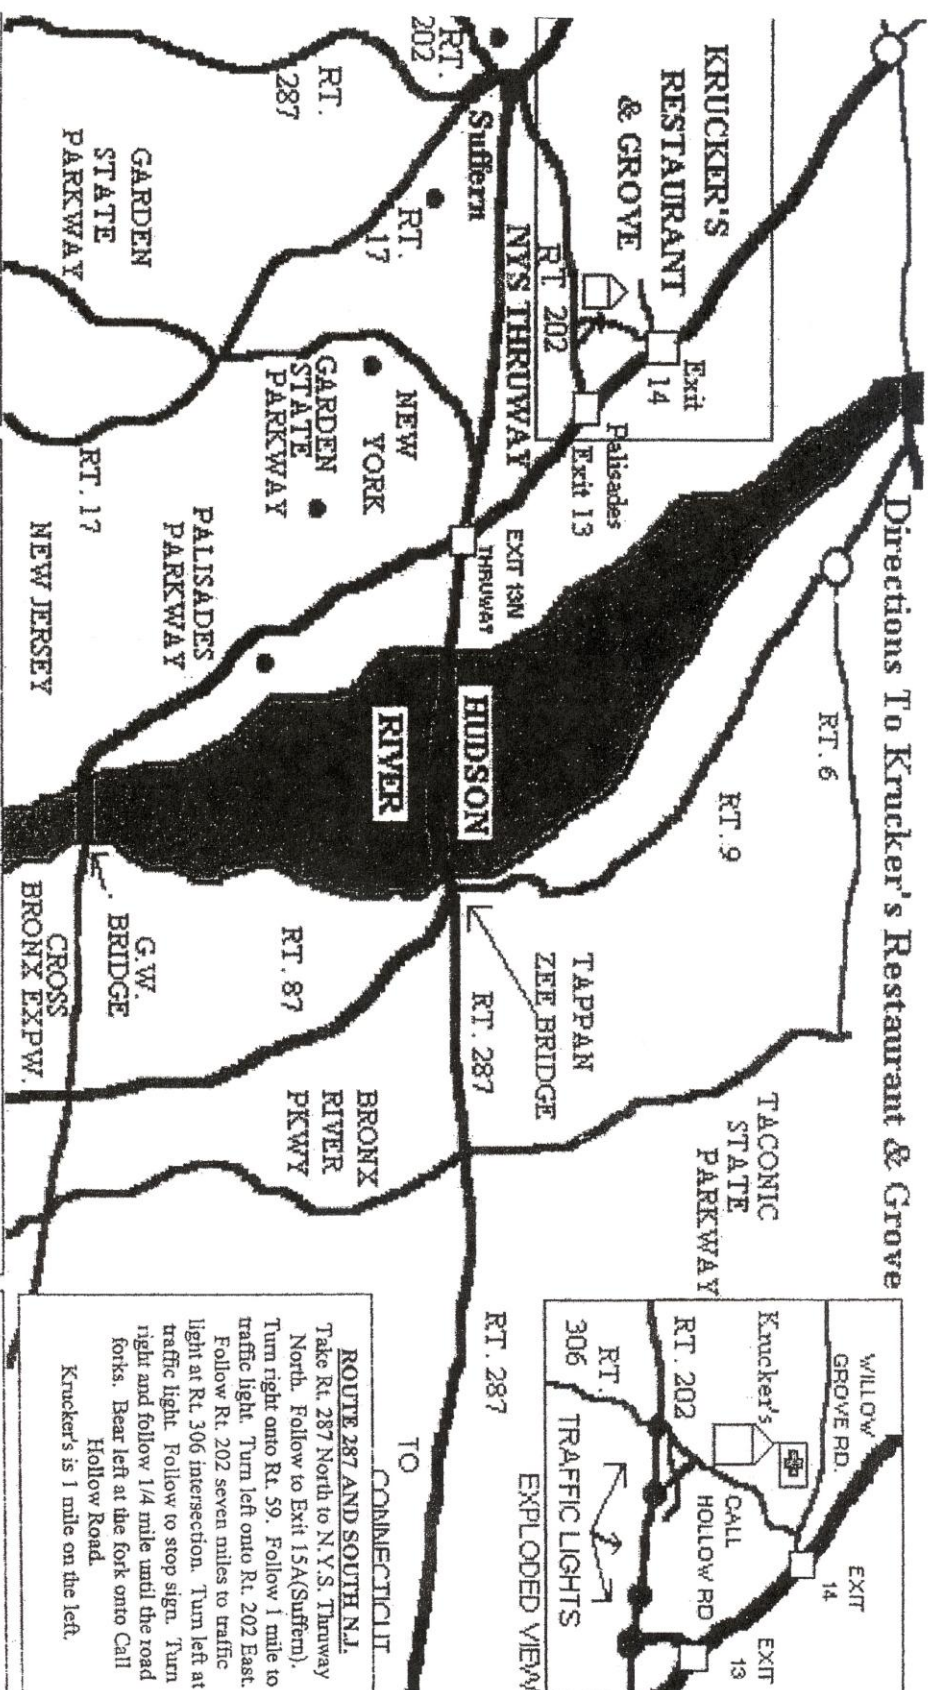 Directions To Krucker's Restaurant & Grove
KRUCKER'S
RESTAURANT
& GROVE
Exit
14
Palisades
Exit 13
RT. 202
NYS THRUWAY
RT.
202
Suffern
RT.
287
RT.
17
GARDEN
STATE
PARKWAY
NEW
YORK
GARDEN
STATE
PARKWAY
RT. 17
EXIT 13N
THRUWAY
PALISADES
PARKWAY
NEW JERSEY
HUDSON
RIVER
RT. 6
RT. 9
TAPPAN
ZEE BRIDGE
RT. 287
RT. 87
G.W.
BRIDGE
CROSS
BRONX EXPW.
BRONX
RIVER
PKWY
TACONIC
STATE
PARKWAY
RT. 287
TO
CONNECTICUT
WILLOW
GROVE RD.
EXIT
14
Krucker's
CALL
HOLLOW RD
EXIT
13
RT. 202
RT.
306
TRAFFIC LIGHTS
EXPLODED VIEW
ROUTE 287 AND SOUTH N.J.
Take Rt. 287 North to N.Y.S. Thruway
North. Follow to Exit 15A(Suffern).
Turn right onto Rt. 59. Follow 1 mile to
traffic light. Turn left onto Rt. 202 East.
Follow Rt. 202 seven miles to traffic
light at Rt. 306 intersection. Turn left at
traffic light. Follow to stop sign. Turn
right and follow 1/4 mile until the road
forks. Bear left at the fork onto Call
Hollow Road.
Krucker's is 1 mile on the left.